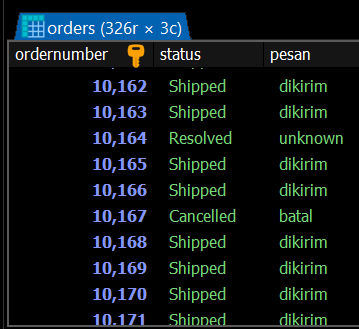 orders (326r × 3c)
ordernumber status pesan
10,162 Shipped dikirim
10,163 Shipped dikirim
10,164 Resolved unknown
10,165 Shipped dikirim
10,166 Shipped dikirim
10,167 Cancelled batal
10,168 Shipped dikirim
10,169 Shipped dikirim
10,170 Shipped dikirim
10,171 Shipped dikirim